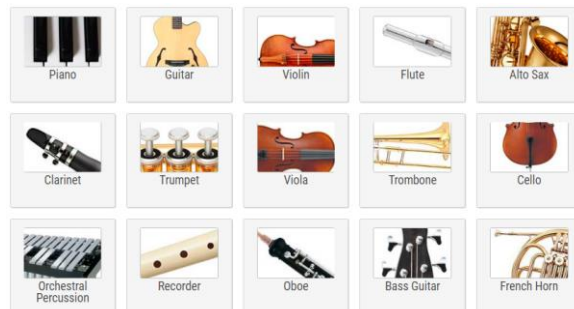 Piano
Guitar
Violin
Flute
Alto Sax
Clarinet
Trumpet
Viola
Trombone
Cello
Orchestral
Percussion
Recorder
Oboe
Bass Guitar
French Horn